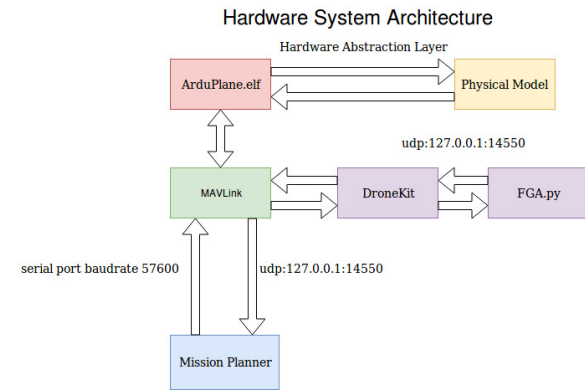 Hardware System Architecture
Hardware Abstraction Layer
ArduPlane.elf
Physical Model
udp:127.0.0.1:14550
MAVLink
DroneKit
FGA.py
serial port baudrate 57600
udp:127.0.0.1:14550
Mission Planner